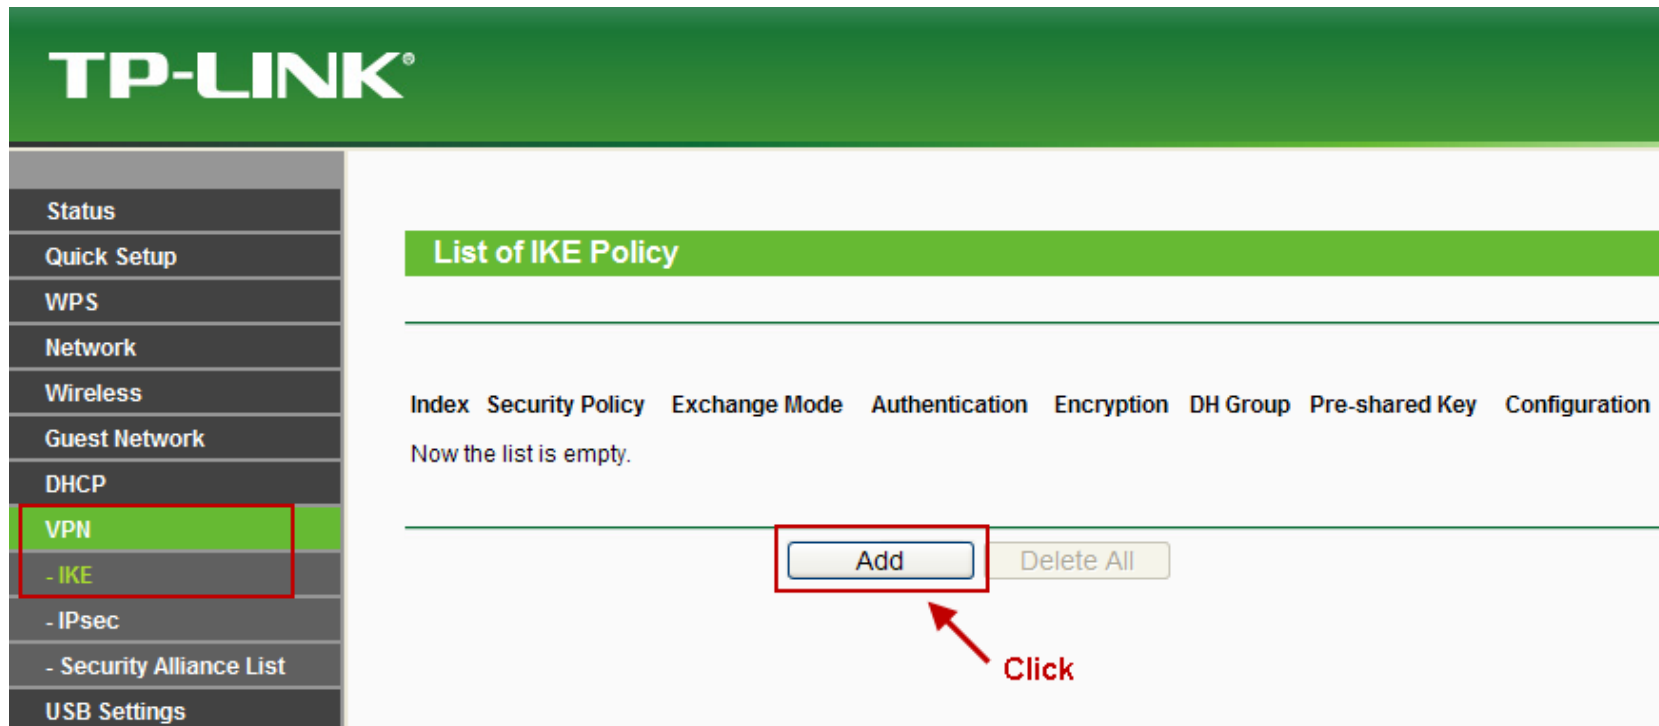 TP-LINK®
Status
Quick Setup
WPS
Network
Wireless
Guest Network
DHCP
VPN
- IKE
- IPsec
- Security Alliance List
USB Settings
List of IKE Policy
Index Security Policy Exchange Mode Authentication Encryption DH Group Pre-shared Key Configuration
Now the list is empty.
Add Delete All
Click